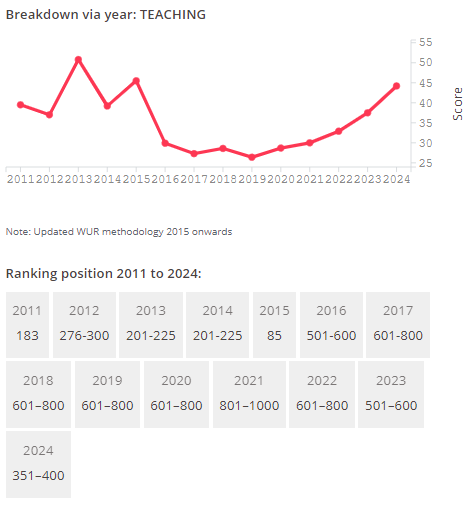 Breakdown via year: TEACHING
55
50
45
40
35
30
25
Score
2011 2012 2013 2014 2015 2016 2017 2018 2019 2020 2021 2022 2023 2024
Note: Updated WUR methodology 2015 onwards
Ranking position 2011 to 2024:
2011 2012 2013 2014 2015 2016 2017
183 276-300 201-225 201-225 85 501-600 601-800
2018 2019 2020 2021 2022 2023
601–800 601–800 601–800 801–1000 601–800 501–600
2024
351–400